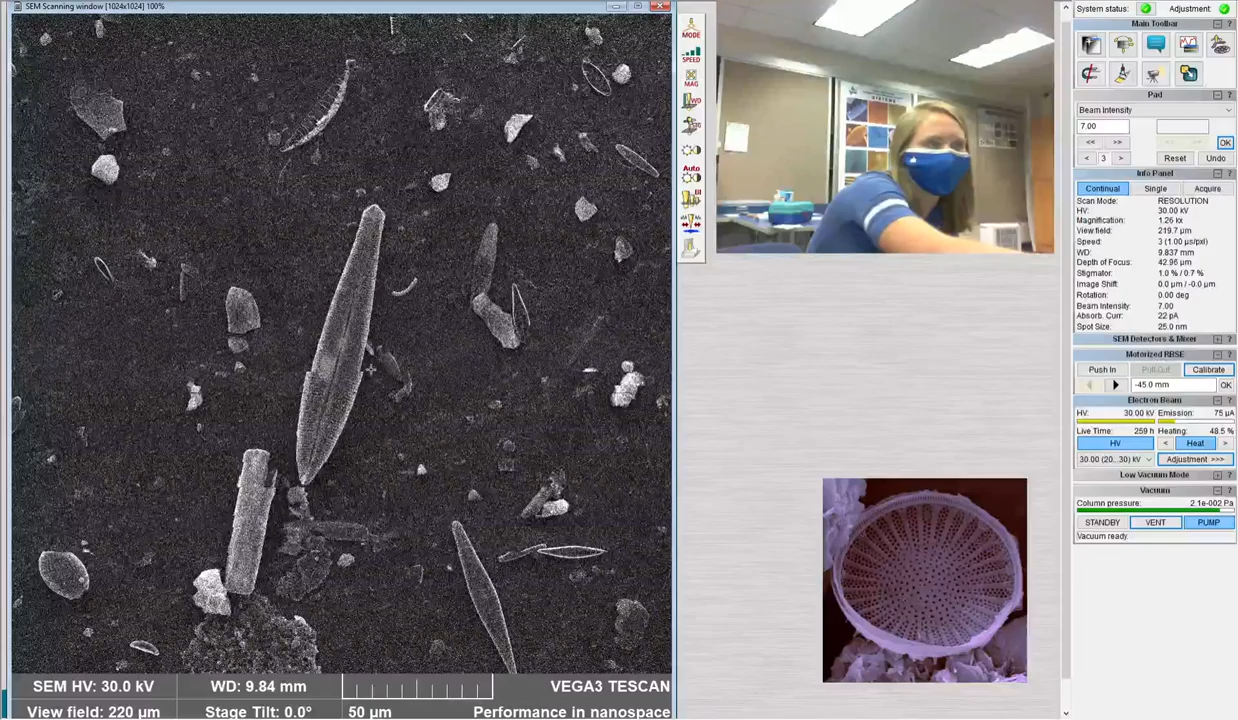 SEM Scanning window [1024x1024] 100%
SEM HV: 30.0 kV
WD: 9.84 mm
VEGA3 TESCAN
View field: 220 µm
Stage Tilt: 0.0°
50 µm
Performance in nanospace
MODE
SPEED
MAG
WD
Auto
System status:
Adjustment:
Main Toolbar
Pad
Beam Intensity
7.00
<< >>
OK
< 3 >
Reset
Undo
Info Panel
Continual
Single
Acquire
Scan Mode: RESOLUTION
HV: 30.00 kV
Magnification: 1.26 kx
View field: 219.7 µm
Speed: 3 (1.00 µs/pxl)
WD: 9.837 mm
Depth of Focus: 42.96 µm
Stigmator: 1.0 % / 0.7 %
Image Shift: 0.0 µm / -0.0 µm
Rotation: 0.00 deg
Beam Intensity: 7.00
Absorb. Curr: 22 pA
Spot Size: 25.0 nm
SEM Detectors & Mixer
Motorized RBSE
Push In
Pull Out
Calibrate
-45.0 mm
OK
Electron Beam
HV: 30.00 kV Emission: 75 µA
Live Time: 259 h Heating: 48.5 %
HV
<
Heat
>
30.00 (20...30) kV
Adjustment >>>
Low Vacuum Mode
Vacuum
Column pressure: 2.1e-002 Pa
STANDBY
VENT
PUMP
Vacuum ready.